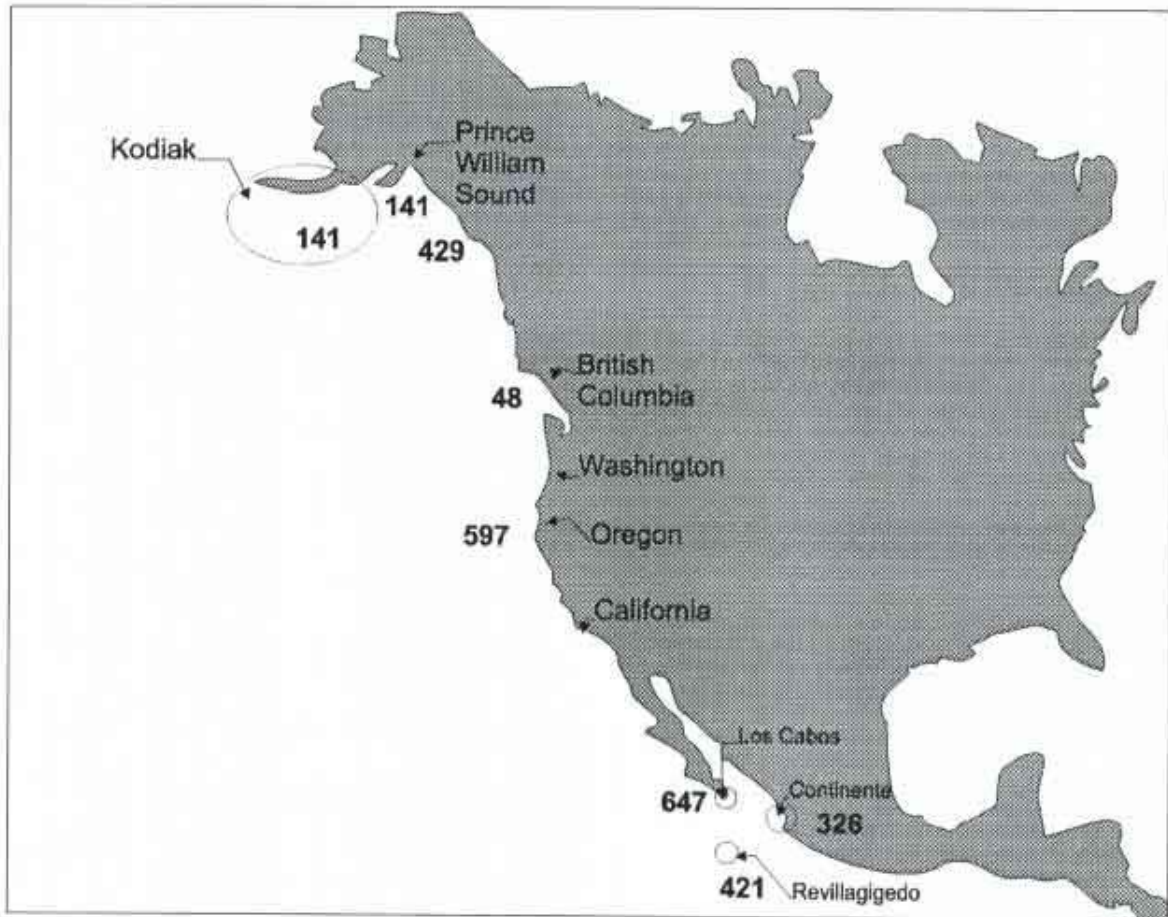 Kodiak
Prince
William
Sound
141
141
429
British
Columbia
48
Washington
597
Oregon
California
Los Cabos
647
Continente
326
421
Revillagigedo